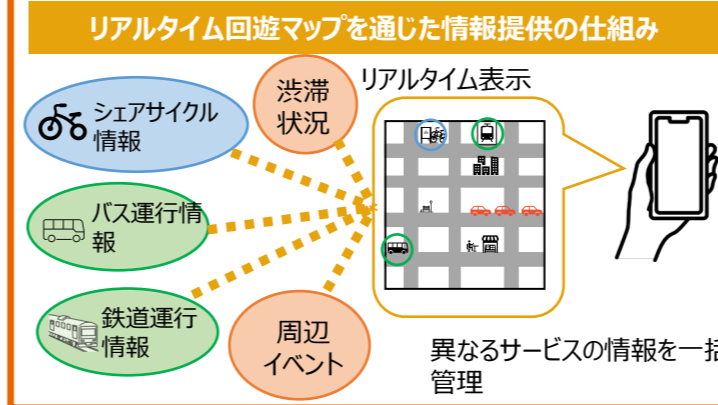 リアルタイム回遊マップを通じた情報提供の仕組み
シェアサイクル
情報
渋滞
状況
リアルタイム表示
バス運行情
報
鉄道運行
情報
周辺
イベント
異なるサービスの情報を一括
管理